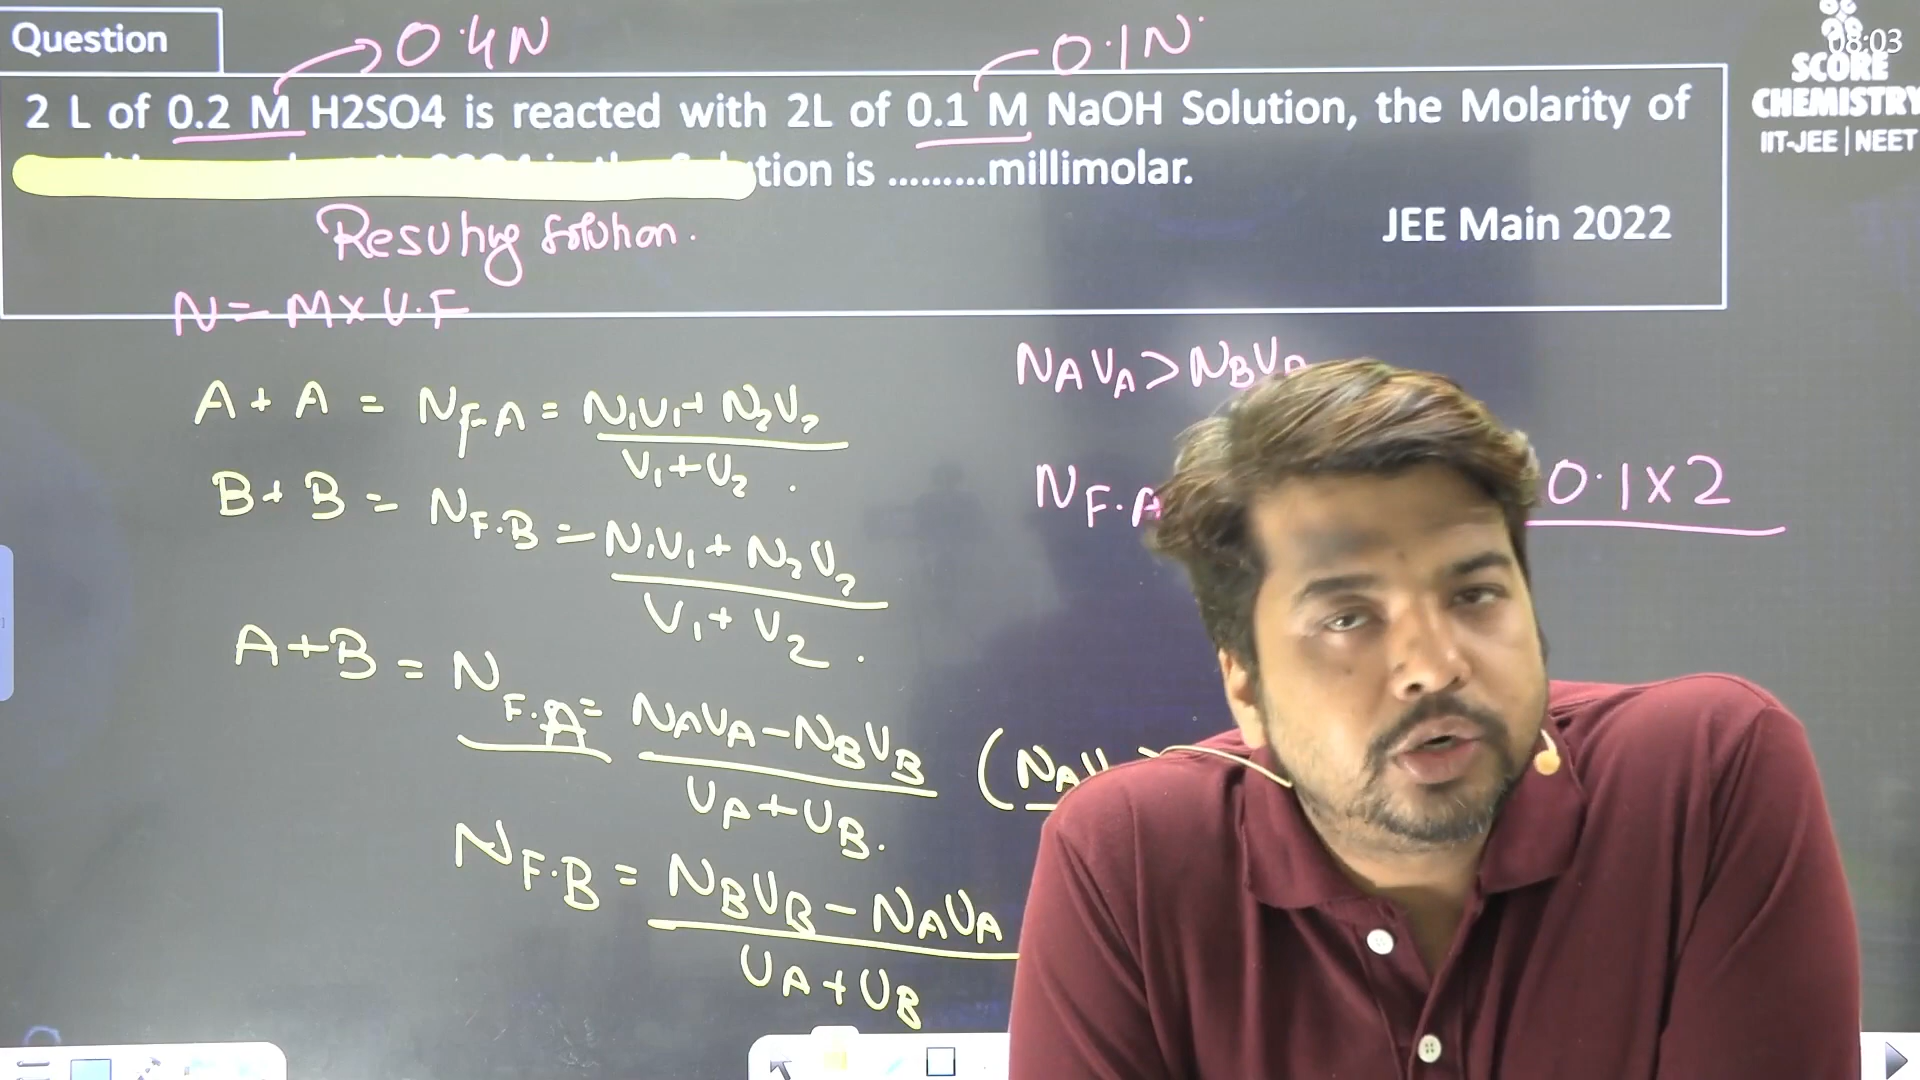 Question
0.4N
0.1N
08:03
SCORE
CHEMISTRY
IIT-JEE | NEET
2 L of 0.2 M H2SO4 is reacted with 2L of 0.1 M NaOH Solution, the Molarity of
tion is .........millimolar.
Resulting Solution.
JEE Main 2022
N = M x V.F
A + A = NF.A = N1V1 + N2V2
V1 + V2.
B + B = NF.B = N1V1 + N2V2
V1 + V2.
A + B = NF.A = NAVA - NBVB (NAV
VA + VB.
NF.B = NBVB - NAVA
VA + VB
NAVA > NBVB
NF.A 0.1 x 2